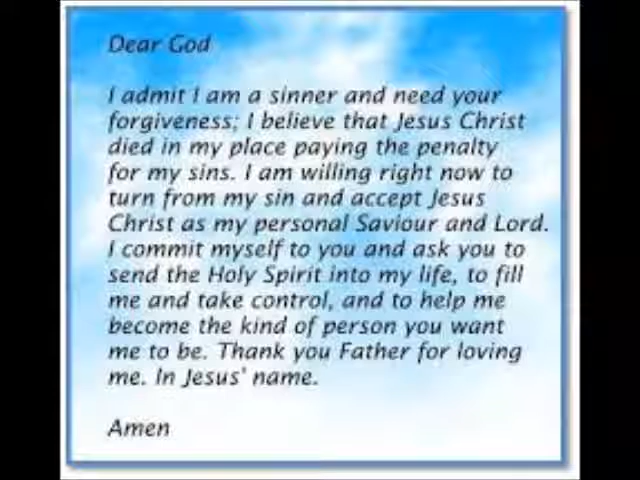 Dear God
I admit I am a sinner and need your
forgiveness; I believe that Jesus Christ
died in my place paying the penalty
for my sins. I am willing right now to
turn from my sin and accept Jesus
Christ as my personal Saviour and Lord.
I commit myself to you and ask you to
send the Holy Spirit into my life, to fill
me and take control, and to help me
become the kind of person you want
me to be. Thank you Father for loving
me. In Jesus' name.
Amen